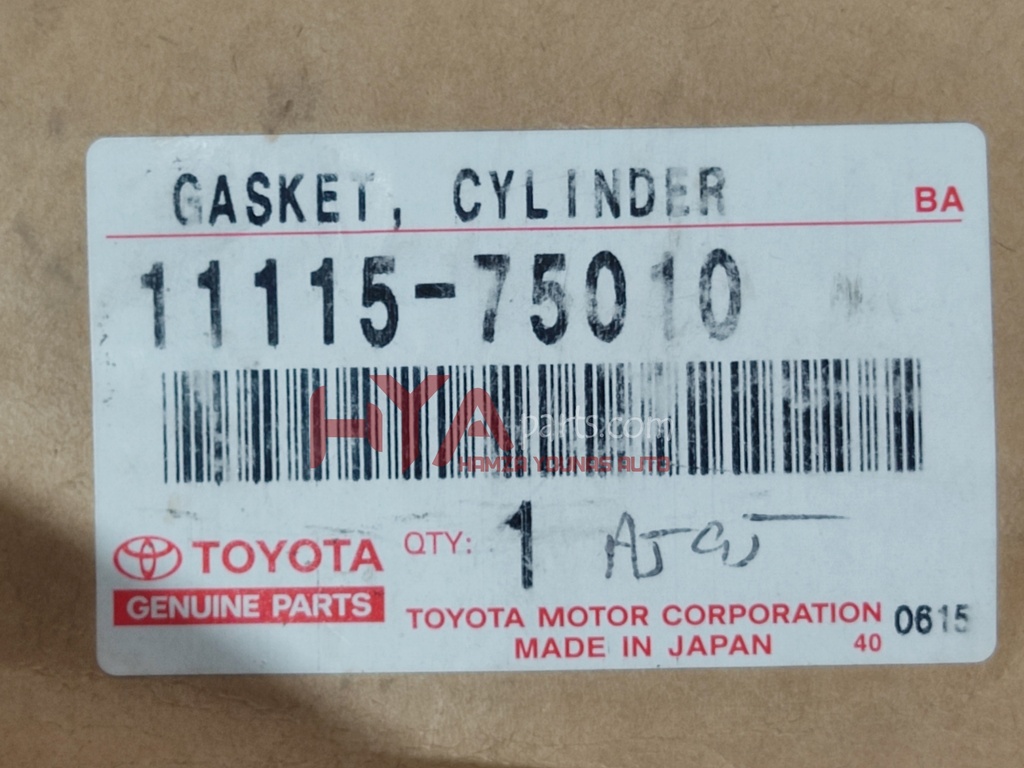 GASKET, CYLINDER
BA
11115-75010
HYA parts.com
HAMZA YOUNAS AUTO
TOYOTA QTY: 1
GENUINE PARTS
TOYOTA MOTOR CORPORATION 0615
MADE IN JAPAN 40